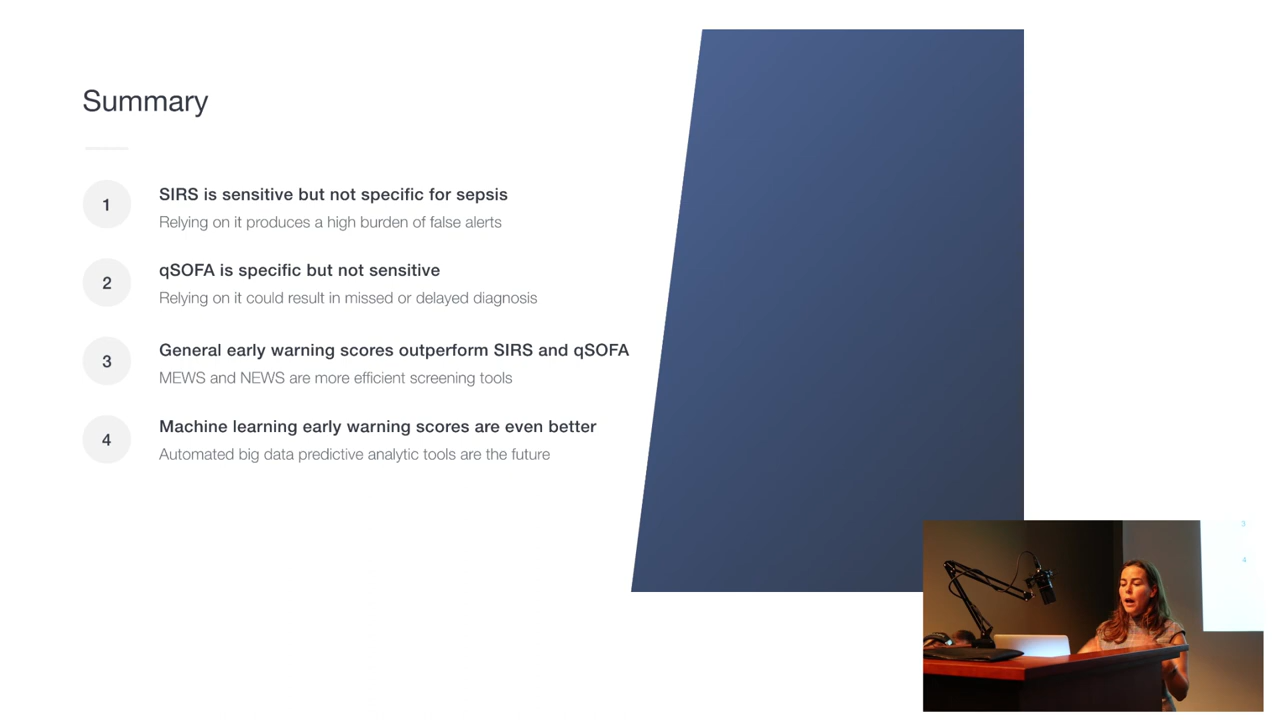 Summary
1
SIRS is sensitive but not specific for sepsis
Relying on it produces a high burden of false alerts
2
qSOFA is specific but not sensitive
Relying on it could result in missed or delayed diagnosis
3
General early warning scores outperform SIRS and qSOFA
MEWS and NEWS are more efficient screening tools
4
Machine learning early warning scores are even better
Automated big data predictive analytic tools are the future
3
4